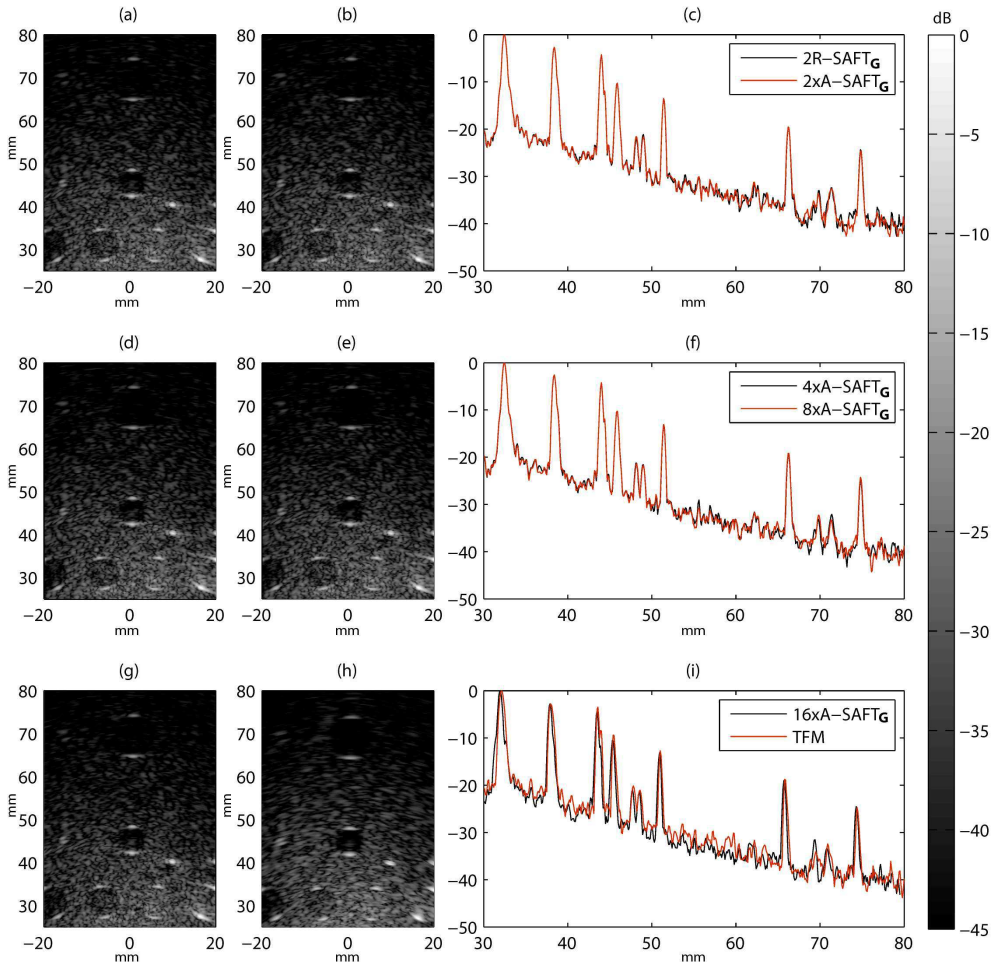 (a) (b) (c) dB
80 80 0 0
2R−SAFTG
2xA−SAFTG
70 70 −10
−5
60 60 −20
mm mm
−10
50 50 −30
40 40 −40
−15
30 30
−50
−20 0 20 −20 0 20 30 40 50 60 70 80
mm mm mm
(d) (e) (f)
80 80 0
4xA−SAFTG
8xA−SAFTG
70 70 −10
−20
60 60 −20
mm mm
50 50 −30
−25
40 40 −40
30 30
−50
−20 0 20 −20 0 20 30 40 50 60 70 80
mm mm mm
−30
(g) (h) (i)
80 80 0
16xA−SAFTG
TFM
70 70 −10
−35
60 60 −20
mm mm
50 50 −30
−40
40 40 −40
30 30
−50 −45
−20 0 20 −20 0 20 30 40 50 60 70 80
mm mm mm